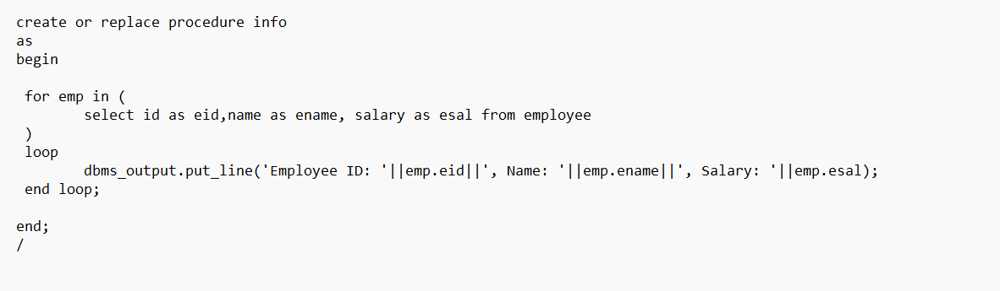 create or replace procedure info
as
begin
for emp in (
select id as eid,name as ename, salary as esal from employee
)
loop
dbms_output.put_line('Employee ID: '||emp.eid||', Name: '||emp.ename||', Salary: '||emp.esal);
end loop;
end;
/